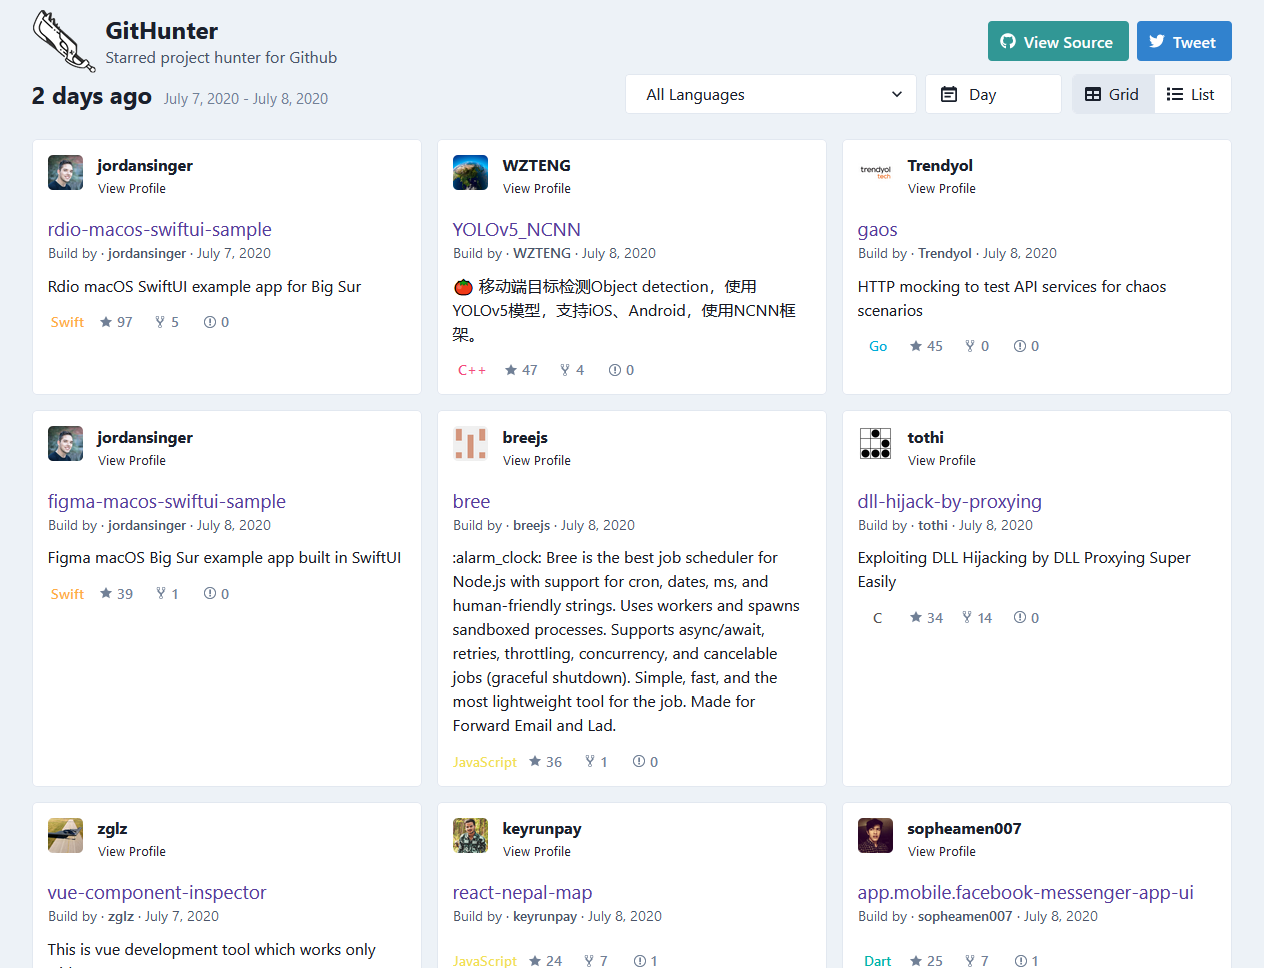 GitHunter
Starred project hunter for Github
View Source
Tweet
2 days ago July 7, 2020 - July 8, 2020
All Languages
Day
Grid
List
jordansinger
View Profile
rdio-macos-swiftui-sample
Build by · jordansinger · July 7, 2020
Rdio macOS SwiftUI example app for Big Sur
Swift 97 5 0
WZTENG
View Profile
YOLOv5_NCNN
Build by · WZTENG · July 8, 2020
🍅 移动端目标检测Object detection，使用
YOLOv5模型，支持iOS、Android，使用NCNN框
架。
C++ 47 4 0
trendyol
tech
Trendyol
View Profile
gaos
Build by · Trendyol · July 8, 2020
HTTP mocking to test API services for chaos
scenarios
Go 45 0 0
jordansinger
View Profile
figma-macos-swiftui-sample
Build by · jordansinger · July 8, 2020
Figma macOS Big Sur example app built in SwiftUI
Swift 39 1 0
breejs
View Profile
bree
Build by · breejs · July 8, 2020
:alarm_clock: Bree is the best job scheduler for
Node.js with support for cron, dates, ms, and
human-friendly strings. Uses workers and spawns
sandboxed processes. Supports async/await,
retries, throttling, concurrency, and cancelable
jobs (graceful shutdown). Simple, fast, and the
most lightweight tool for the job. Made for
Forward Email and Lad.
JavaScript 36 1 0
tothi
View Profile
dll-hijack-by-proxying
Build by · tothi · July 8, 2020
Exploiting DLL Hijacking by DLL Proxying Super
Easily
C 34 14 0
zglz
View Profile
vue-component-inspector
Build by · zglz · July 7, 2020
This is vue development tool which works only
keyrunpay
View Profile
react-nepal-map
Build by · keyrunpay · July 8, 2020
JavaScript 24 7 1
sopheamen007
View Profile
app.mobile.facebook-messenger-app-ui
Build by · sopheamen007 · July 8, 2020
Dart 25 7 1